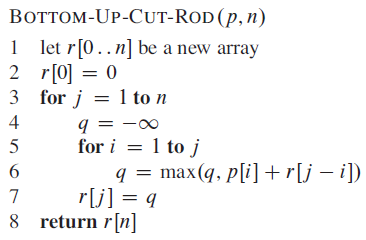 BOTTOM-UP-CUT-ROD(p, n)
1 let r[0..n] be a new array
2 r[0] = 0
3 for j = 1 to n
4 q = −∞
5 for i = 1 to j
6 q = max(q, p[i] + r[j − i])
7 r[j] = q
8 return r[n]